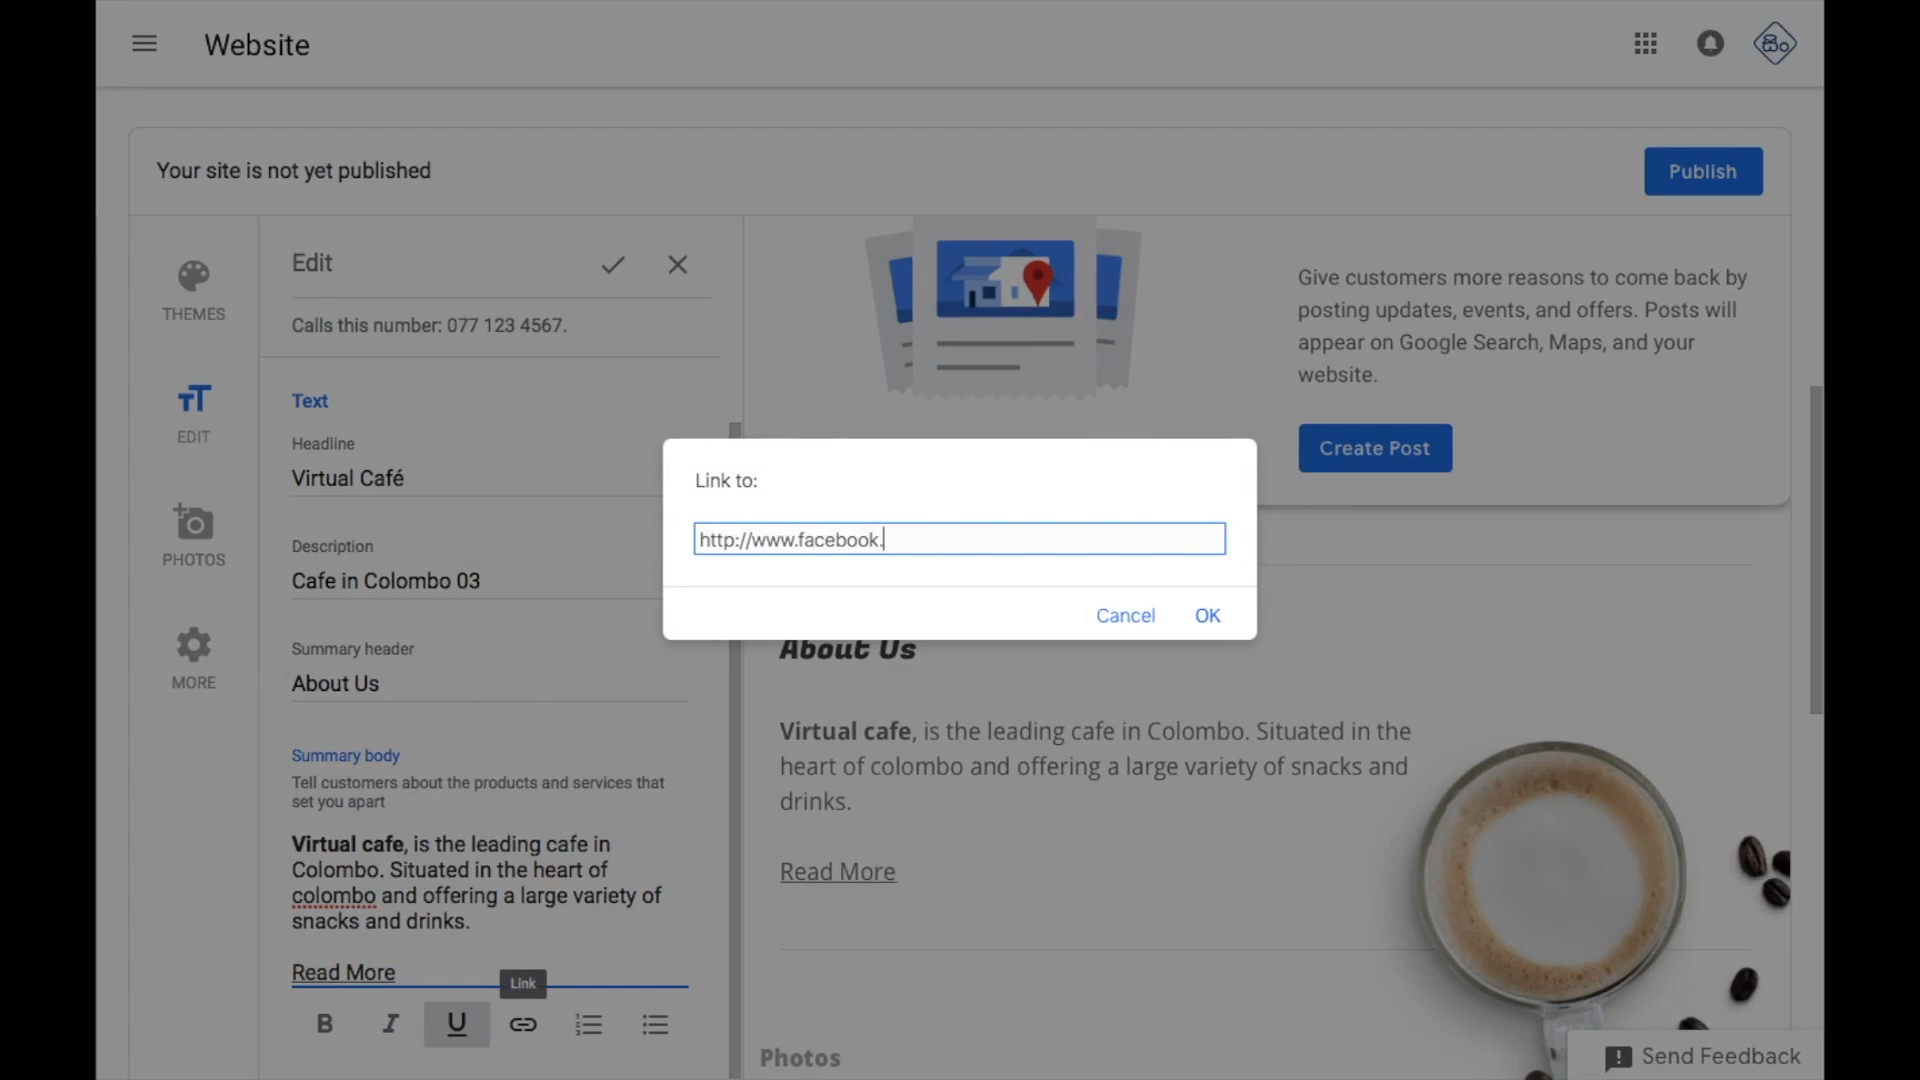 Website
සිං
Your site is not yet published
Publish
THEMES
EDIT
PHOTOS
MORE
Edit
Calls this number: 077 123 4567.
Text
Headline
Virtual Café
Description
Cafe in Colombo 03
Summary header
About Us
Summary body
Tell customers about the products and services that
set you apart
Virtual cafe, is the leading cafe in
Colombo. Situated in the heart of
colombo and offering a large variety of
snacks and drinks.
Read More
Link
B I U
Give customers more reasons to come back by
posting updates, events, and offers. Posts will
appear on Google Search, Maps, and your
website.
Create Post
Link to:
http://www.facebook.
Cancel OK
About Us
Virtual cafe, is the leading cafe in Colombo. Situated in the
heart of colombo and offering a large variety of snacks and
drinks.
Read More
Photos
Send Feedback